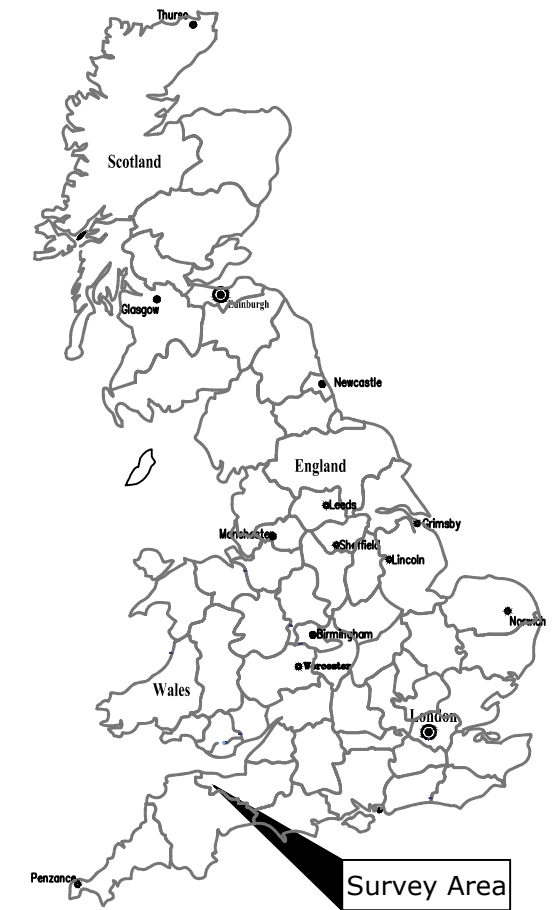 Thurso
Scotland
Edinburgh
Glasgow
Newcastle
England
Leeds
Grimsby
Manchester
Sheffield
Lincoln
Norwich
Birmingham
Worcester
Wales
London
Penzance
Survey Area